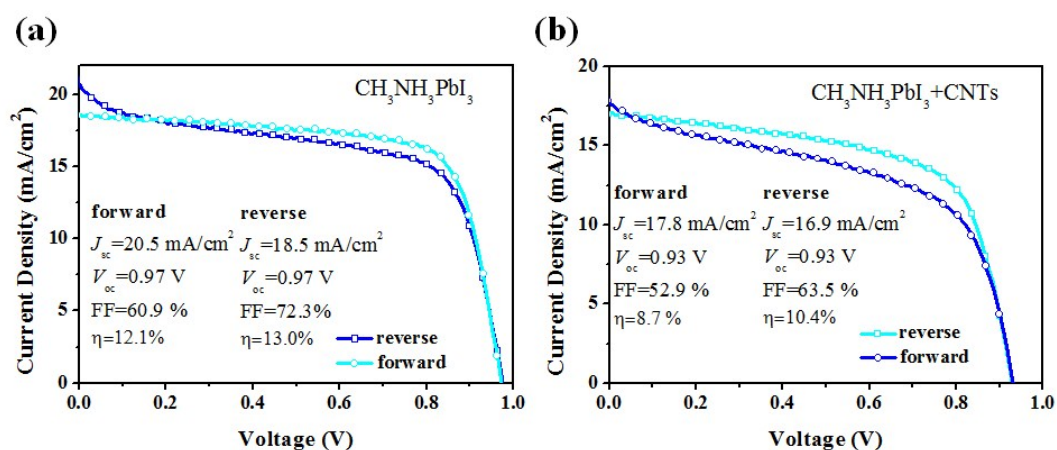 (a)
CH₃NH₃PbI₃
Current Density (mA/cm²)
20
15
10
5
0
forward reverse
Jsc=20.5 mA/cm² Jsc=18.5 mA/cm²
Voc=0.97 V Voc=0.97 V
FF=60.9 % FF=72.3%
η=12.1% η=13.0%
reverse
forward
0.0 0.2 0.4 0.6 0.8 1.0
Voltage (V)
(b)
CH₃NH₃PbI₃+CNTs
Current Density (mA/cm²)
20
15
10
5
0
forward reverse
Jsc=17.8 mA/cm² Jsc=16.9 mA/cm²
Voc=0.93 V Voc=0.93 V
FF=52.9 % FF=63.5 %
η=8.7 % η=10.4%
reverse
forward
0.0 0.2 0.4 0.6 0.8 1.0
Voltage (V)